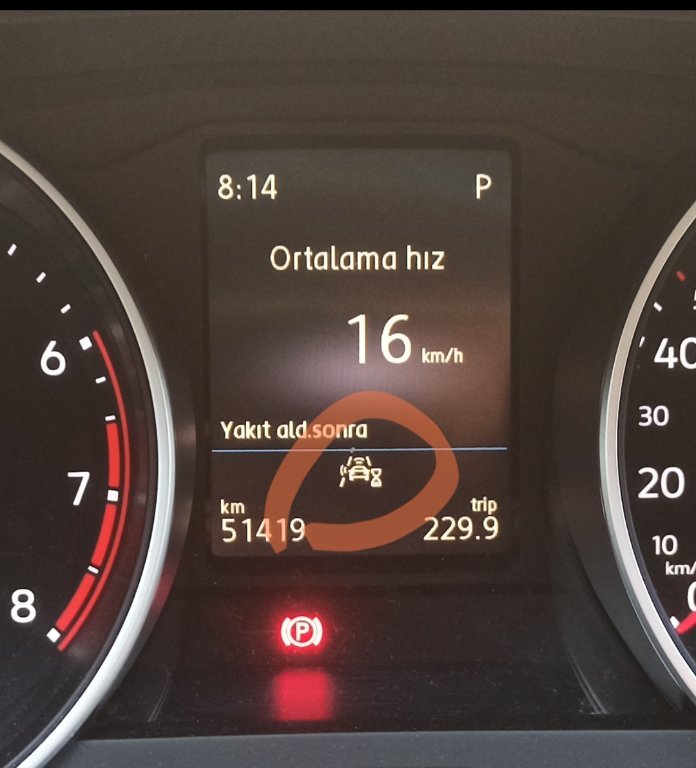 8:14 P
Ortalama hız
16 km/h
Yakıt ald.sonra
km trip
51419 229.9
6
7
8
40
30
20
10
km/
0
P